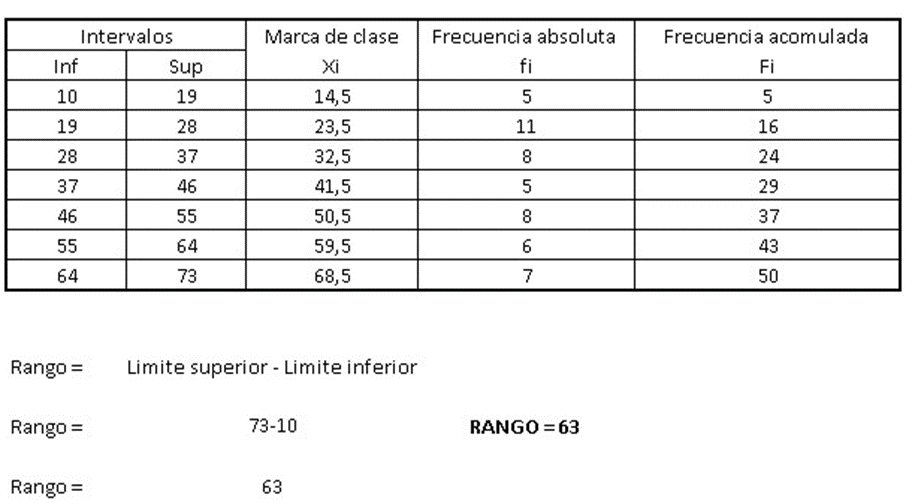 Intervalos Marca de clase Frecuencia absoluta Frecuencia acomulada
Inf Sup Xi fi Fi
10 19 14,5 5 5
19 28 23,5 11 16
28 37 32,5 8 24
37 46 41,5 5 29
46 55 50,5 8 37
55 64 59,5 6 43
64 73 68,5 7 50
Rango = Limite superior - Limite inferior
Rango = 73-10 RANGO = 63
Rango = 63